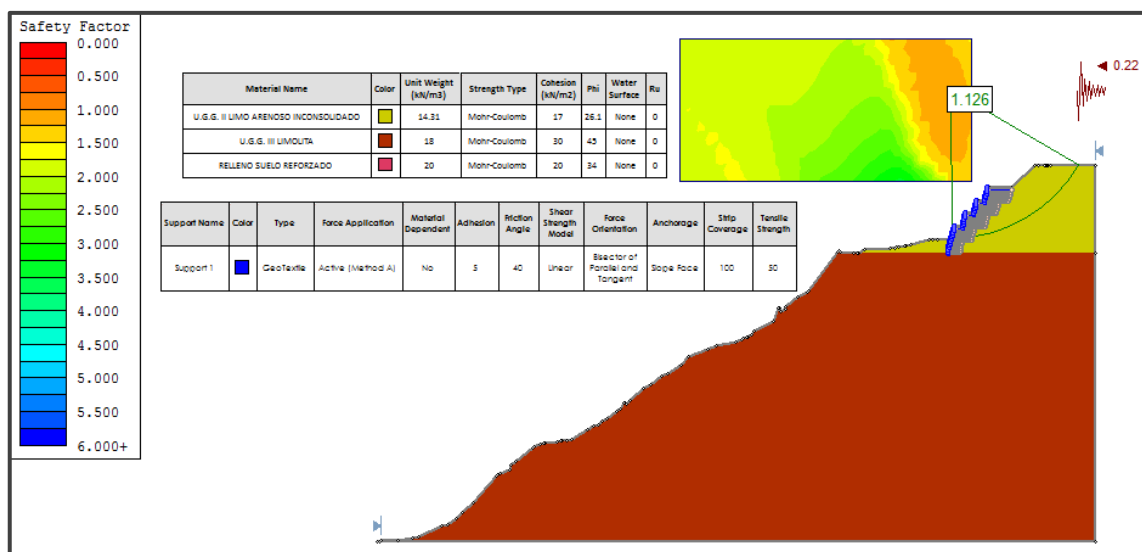 Safety Factor
0.000
0.500
1.000
1.500
2.000
2.500
3.000
3.500
4.000
4.500
5.000
5.500
6.000+
Material Name Color Unit Weight (kN/m3) Strength Type Cohesion (kN/m2) Phi Water Surface Ru
U.G.G. II LIMO ARENOSO INCONSOLIDADO 14.31 Mohr-Coulomb 17 26.1 None 0
U.G.G. III LIMOLITA 18 Mohr-Coulomb 30 45 None 0
RELLENO SUELO REFORZADO 20 Mohr-Coulomb 20 34 None 0
Support Name Color Type Force Application Material Dependent Adhesion Friction Angle Shear Strength Model Force Orientation Anchorage Strip Coverage Tensile Strength
Support 1 GeoTextile Active (Method A) No 5 40 Linear Bisector of Parallel and Tangent Slope Face 100 50
1.126
0.22